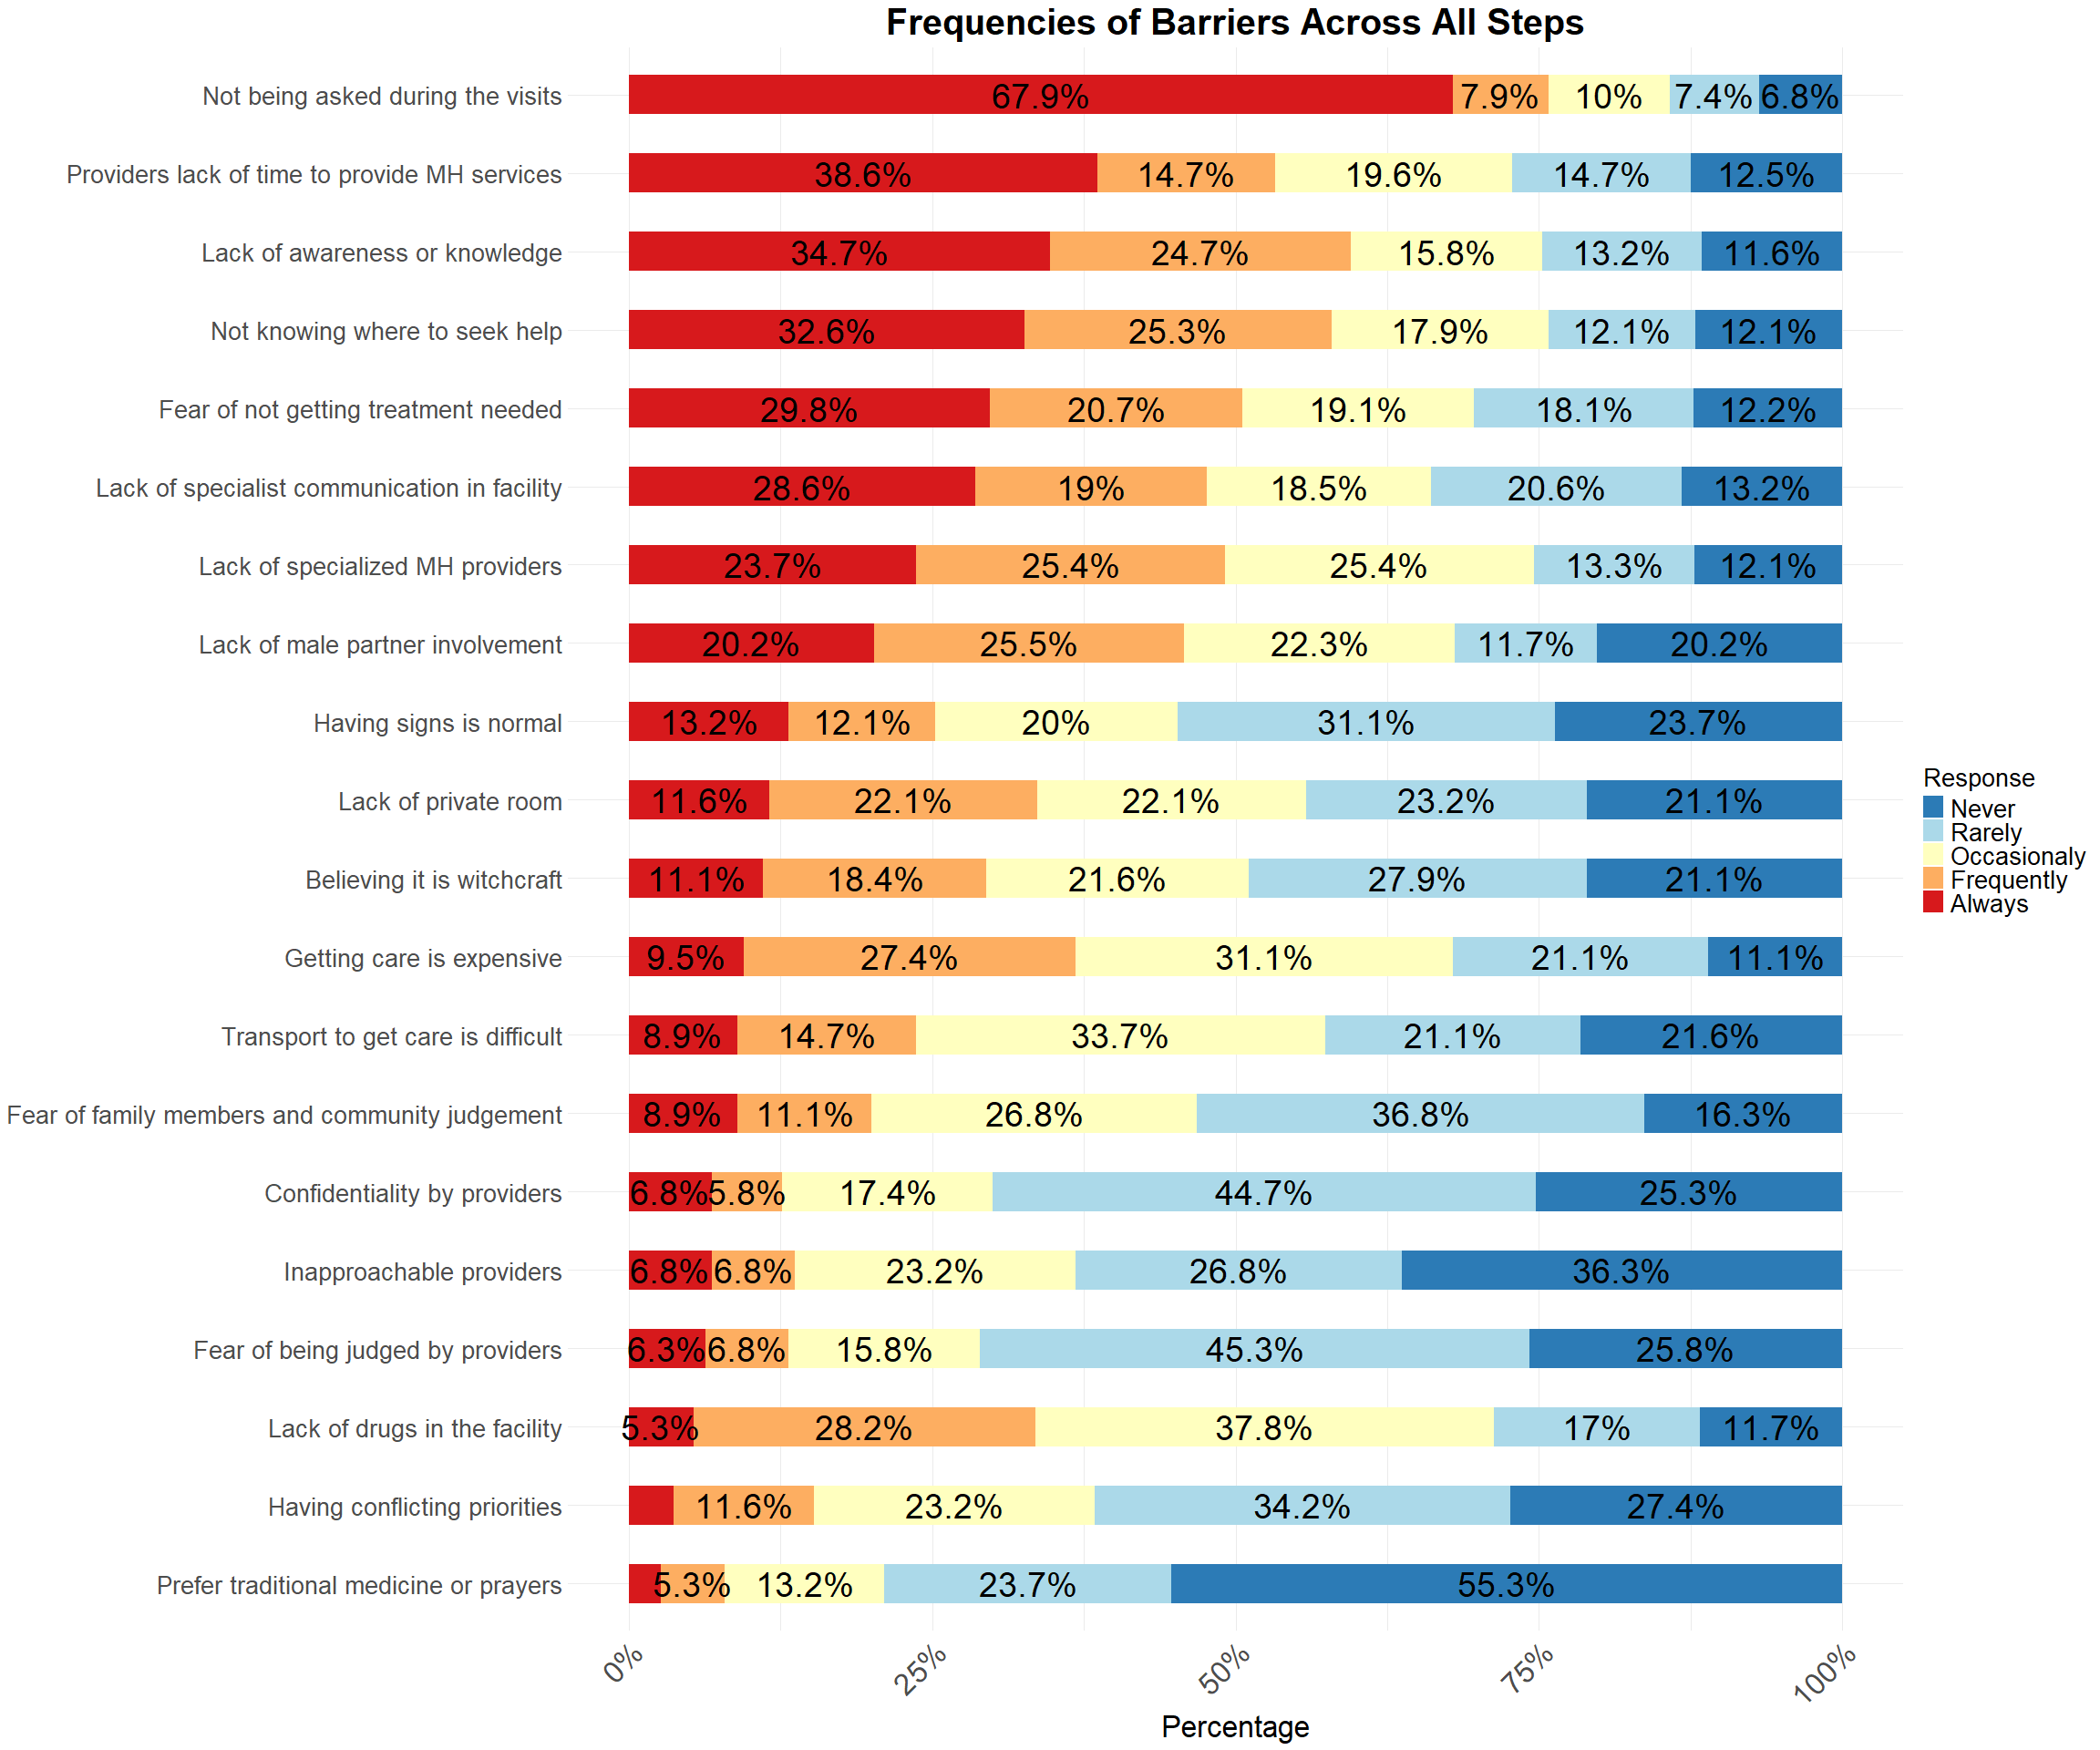 Frequencies of Barriers Across All Steps
Not being asked during the visits 67.9% 7.9% 10% 7.4% 6.8%
Providers lack of time to provide MH services 38.6% 14.7% 19.6% 14.7% 12.5%
Lack of awareness or knowledge 34.7% 24.7% 15.8% 13.2% 11.6%
Not knowing where to seek help 32.6% 25.3% 17.9% 12.1% 12.1%
Fear of not getting treatment needed 29.8% 20.7% 19.1% 18.1% 12.2%
Lack of specialist communication in facility 28.6% 19% 18.5% 20.6% 13.2%
Lack of specialized MH providers 23.7% 25.4% 25.4% 13.3% 12.1%
Lack of male partner involvement 20.2% 25.5% 22.3% 11.7% 20.2%
Having signs is normal 13.2% 12.1% 20% 31.1% 23.7%
Lack of private room 11.6% 22.1% 22.1% 23.2% 21.1%
Believing it is witchcraft 11.1% 18.4% 21.6% 27.9% 21.1%
Getting care is expensive 9.5% 27.4% 31.1% 21.1% 11.1%
Transport to get care is difficult 8.9% 14.7% 33.7% 21.1% 21.6%
Fear of family members and community judgement 8.9% 11.1% 26.8% 36.8% 16.3%
Confidentiality by providers 6.8% 5.8% 17.4% 44.7% 25.3%
Inapproachable providers 6.8% 6.8% 23.2% 26.8% 36.3%
Fear of being judged by providers 6.3% 6.8% 15.8% 45.3% 25.8%
Lack of drugs in the facility 5.3% 28.2% 37.8% 17% 11.7%
Having conflicting priorities 11.6% 23.2% 34.2% 27.4%
Prefer traditional medicine or prayers 5.3% 13.2% 23.7% 55.3%
0% 25% 50% 75% 100%
Percentage
Response
Never
Rarely
Occasionaly
Frequently
Always